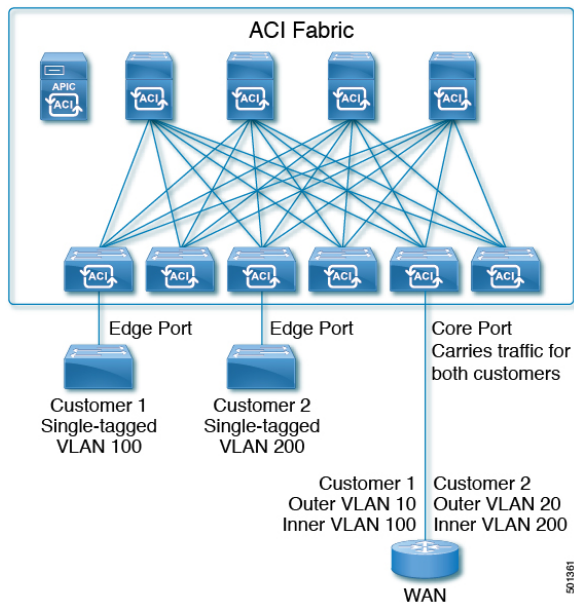 ACI Fabric
APIC
ACI
ACI
ACI
ACI
ACI
ACI
ACI
ACI
ACI
ACI
ACI
Edge Port
Edge Port
Core Port
Carries traffic for
both customers
Customer 1
Single-tagged
VLAN 100
Customer 2
Single-tagged
VLAN 200
Customer 1
Outer VLAN 10
Inner VLAN 100
Customer 2
Outer VLAN 20
Inner VLAN 200
WAN
501361